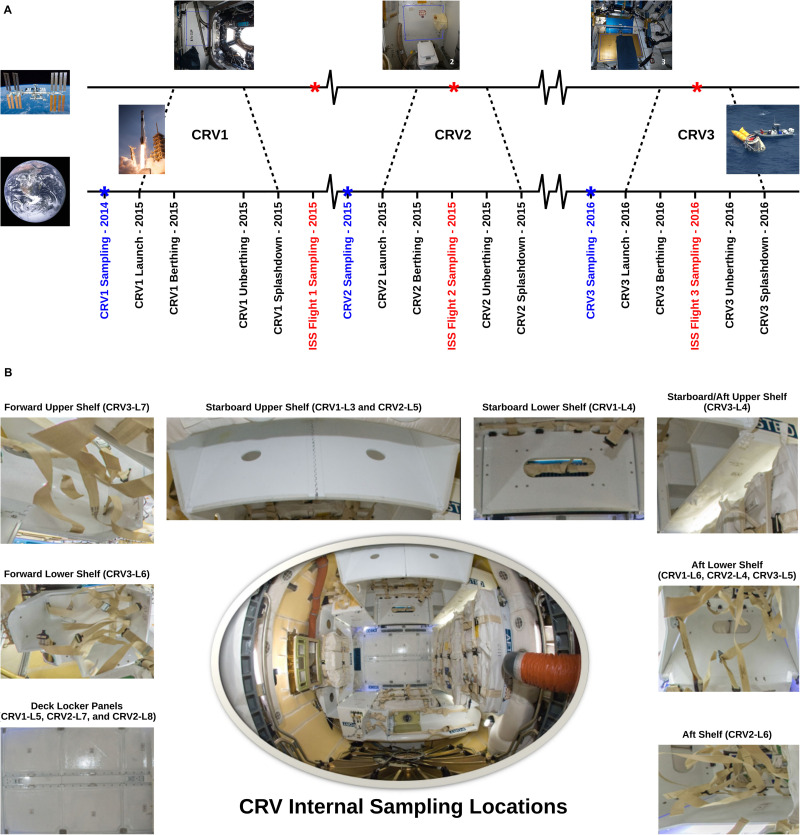 A
2
3
CRV1
CRV2
CRV3
CRV1 Sampling - 2014
CRV1 Launch - 2015
CRV1 Berthing - 2015
CRV1 Unberthing - 2015
CRV1 Splashdown - 2015
ISS Flight 1 Sampling - 2015
CRV2 Sampling - 2015
CRV2 Launch - 2015
CRV2 Berthing - 2015
ISS Flight 2 Sampling - 2015
CRV2 Unberthing - 2015
CRV2 Splashdown - 2015
CRV3 Sampling - 2016
CRV3 Launch - 2016
CRV3 Berthing - 2016
ISS Flight 3 Sampling - 2016
CRV3 Unberthing - 2016
CRV3 Splashdown - 2016
B
Forward Upper Shelf (CRV3-L7)
Starboard Upper Shelf (CRV1-L3 and CRV2-L5)
Starboard Lower Shelf (CRV1-L4)
Starboard/Aft Upper Shelf
(CRV3-L4)
Forward Lower Shelf (CRV3-L6)
Aft Lower Shelf
(CRV1-L6, CRV2-L4, CRV3-L5)
Deck Locker Panels
(CRV1-L5, CRV2-L7, and CRV2-L8)
AFT
Aft Shelf (CRV2-L6)
CRV Internal Sampling Locations